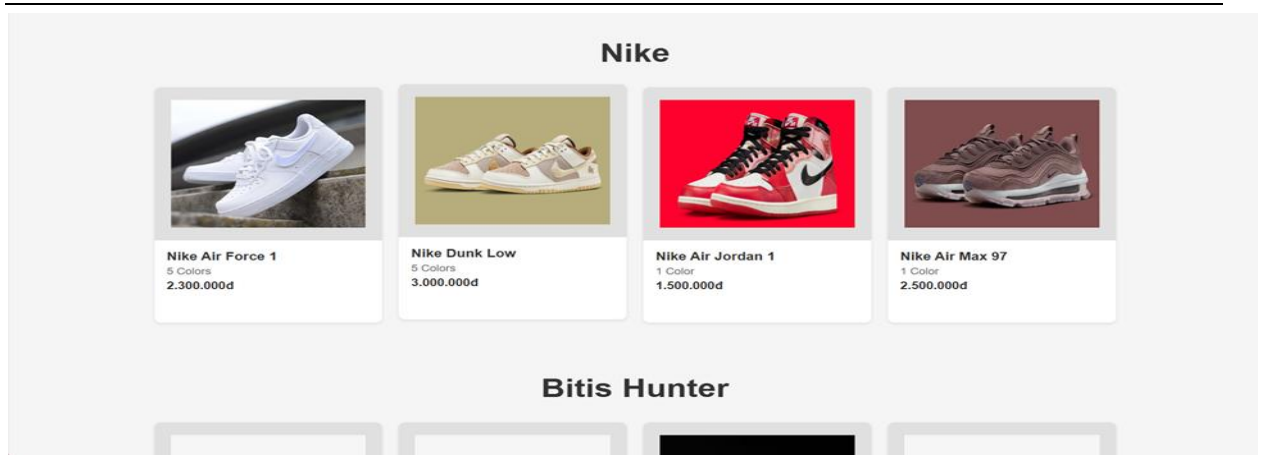 Nike
Nike Air Force 1
5 Colors
2.300.000đ
Nike Dunk Low
5 Colors
3.000.000đ
Nike Air Jordan 1
1 Color
1.500.000đ
Nike Air Max 97
1 Color
2.500.000đ
Bitis Hunter